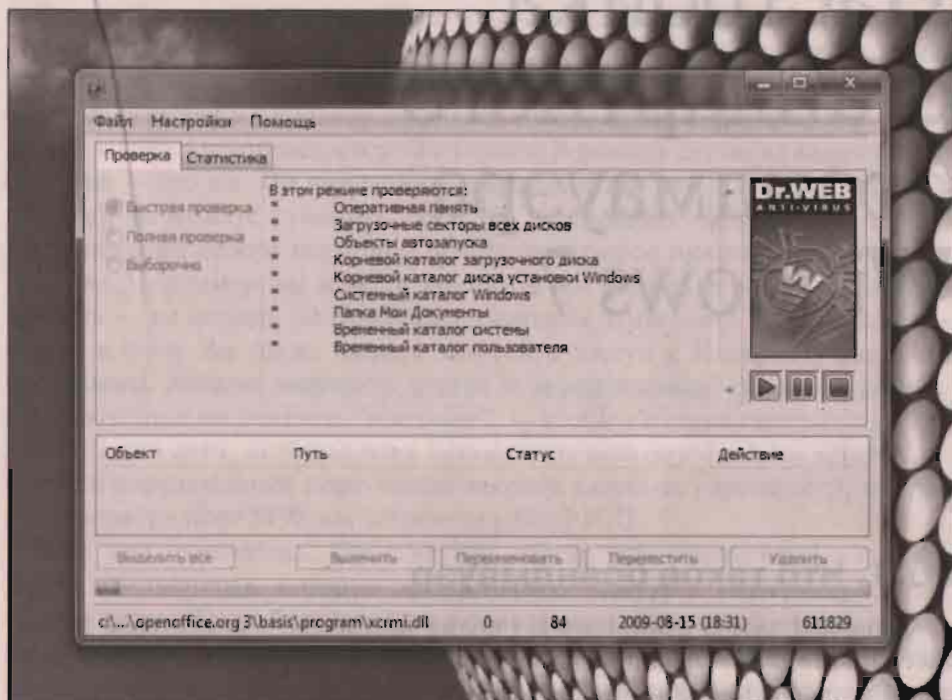 Файл Настройки Помощь
Проверка Статистика
Быстрая проверка
Полная проверка
Выборочно
В этом режиме проверяются:
" Оперативная память
" Загрузочные секторы всех дисков
" Объекты автозапуска
" Корневой каталог загрузочного диска
" Корневой каталог диска установки Windows
" Системный каталог Windows
" Папка Мои Документы
" Временный каталог системы
" Временный каталог пользователя
Dr.WEB
ANTI-VIRUS
Объект Путь Статус Действие
Выделить все Вылечить Переименовать Переместить Удалить
c:\...\openoffice.org 3\basis\program\xcrmi.dll 0 84 2009-08-15 (18:31) 611829